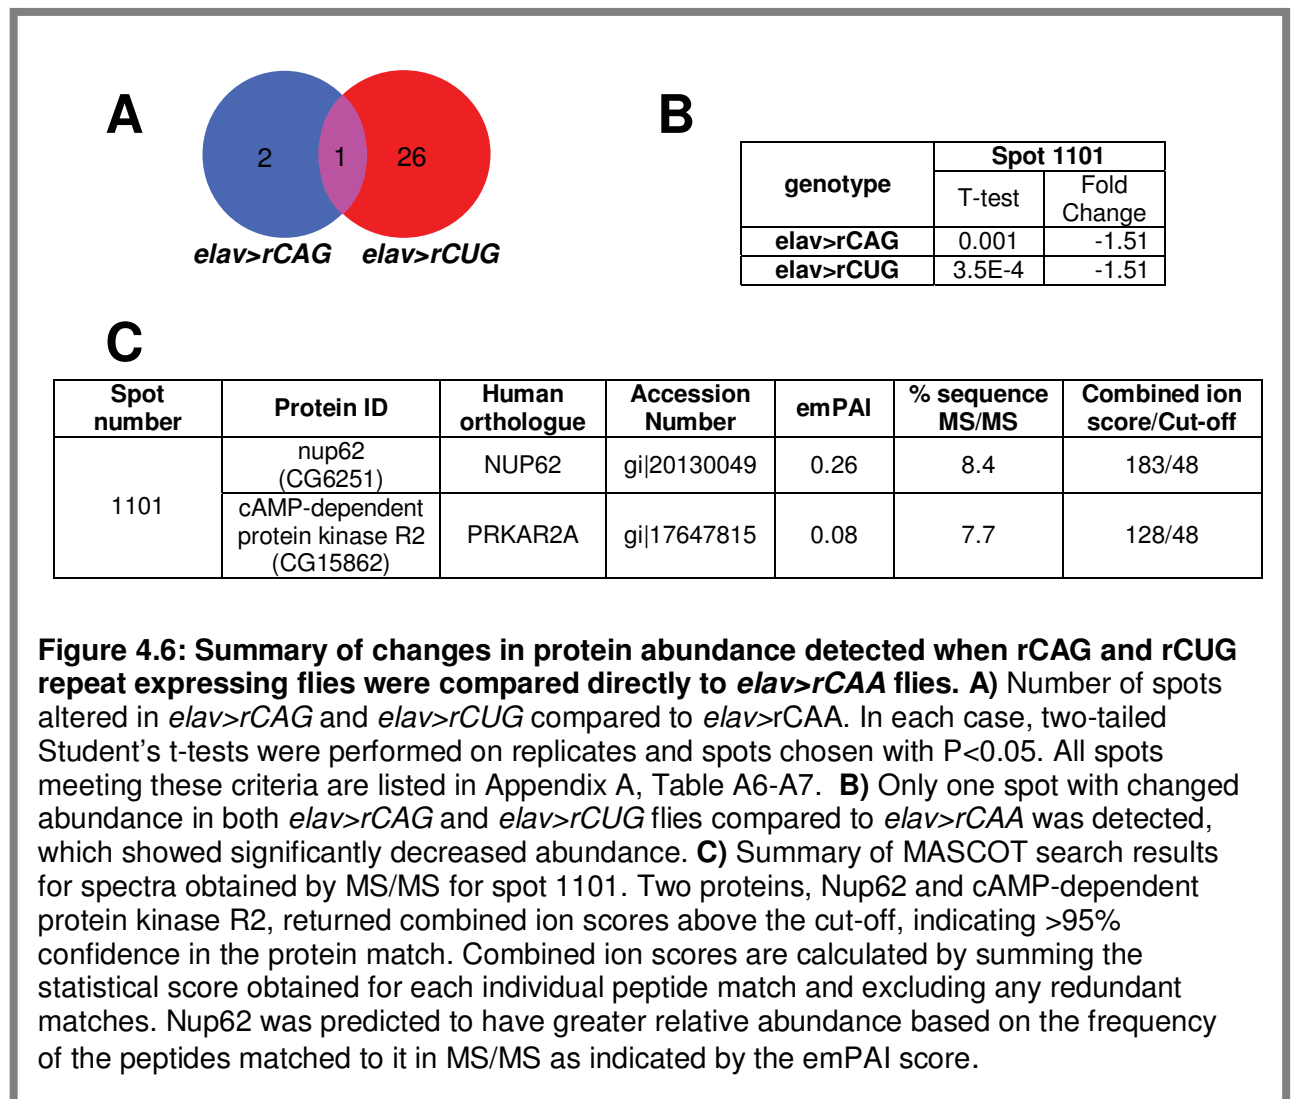 A
2
1
26
elav>rCAG
elav>rCUG
B
genotype
Spot 1101
T-test
Fold
Change
elav>rCAG
0.001
-1.51
elav>rCUG
3.5E-4
-1.51
C
Spot
number
Protein ID
Human
orthologue
Accession
Number
emPAI
% sequence
MS/MS
Combined ion
score/Cut-off
1101
nup62
(CG6251)
NUP62
gi|20130049
0.26
8.4
183/48
cAMP-dependent
protein kinase R2
(CG15862)
PRKAR2A
gi|17647815
0.08
7.7
128/48
Figure 4.6: Summary of changes in protein abundance detected when rCAG and rCUG
repeat expressing flies were compared directly to elav>rCAA flies. A) Number of spots
altered in elav>rCAG and elav>rCUG compared to elav>rCAA. In each case, two-tailed
Student’s t-tests were performed on replicates and spots chosen with P<0.05. All spots
meeting these criteria are listed in Appendix A, Table A6-A7. B) Only one spot with changed
abundance in both elav>rCAG and elav>rCUG flies compared to elav>rCAA was detected,
which showed significantly decreased abundance. C) Summary of MASCOT search results
for spectra obtained by MS/MS for spot 1101. Two proteins, Nup62 and cAMP-dependent
protein kinase R2, returned combined ion scores above the cut-off, indicating >95%
confidence in the protein match. Combined ion scores are calculated by summing the
statistical score obtained for each individual peptide match and excluding any redundant
matches. Nup62 was predicted to have greater relative abundance based on the frequency
of the peptides matched to it in MS/MS as indicated by the emPAI score.